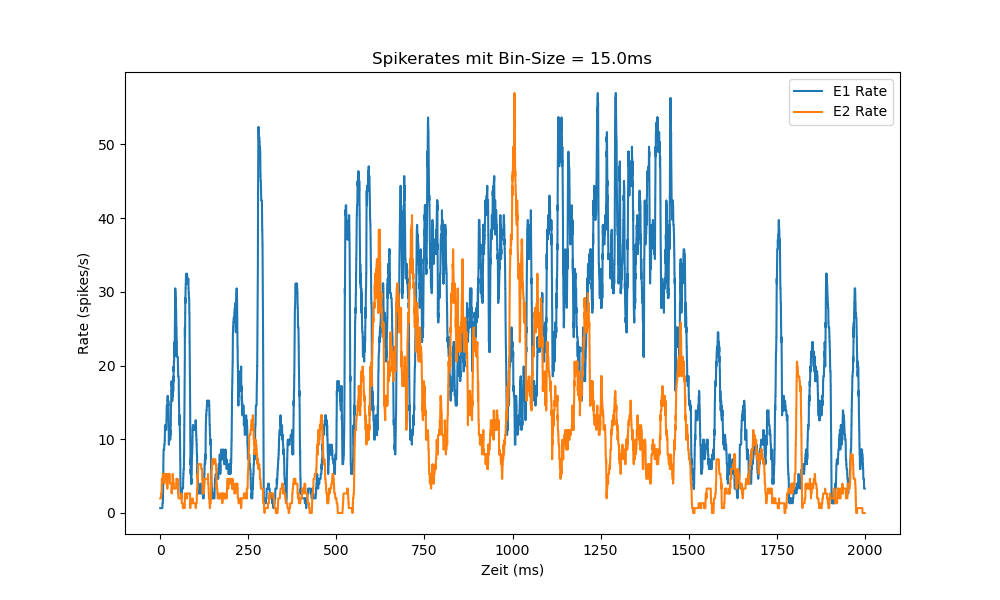 Spikerates mit Bin-Size = 15.0ms
E1 Rate
E2 Rate
Rate (spikes/s)
50
40
30
20
10
0
0 250 500 750 1000 1250 1500 1750 2000
Zeit (ms)